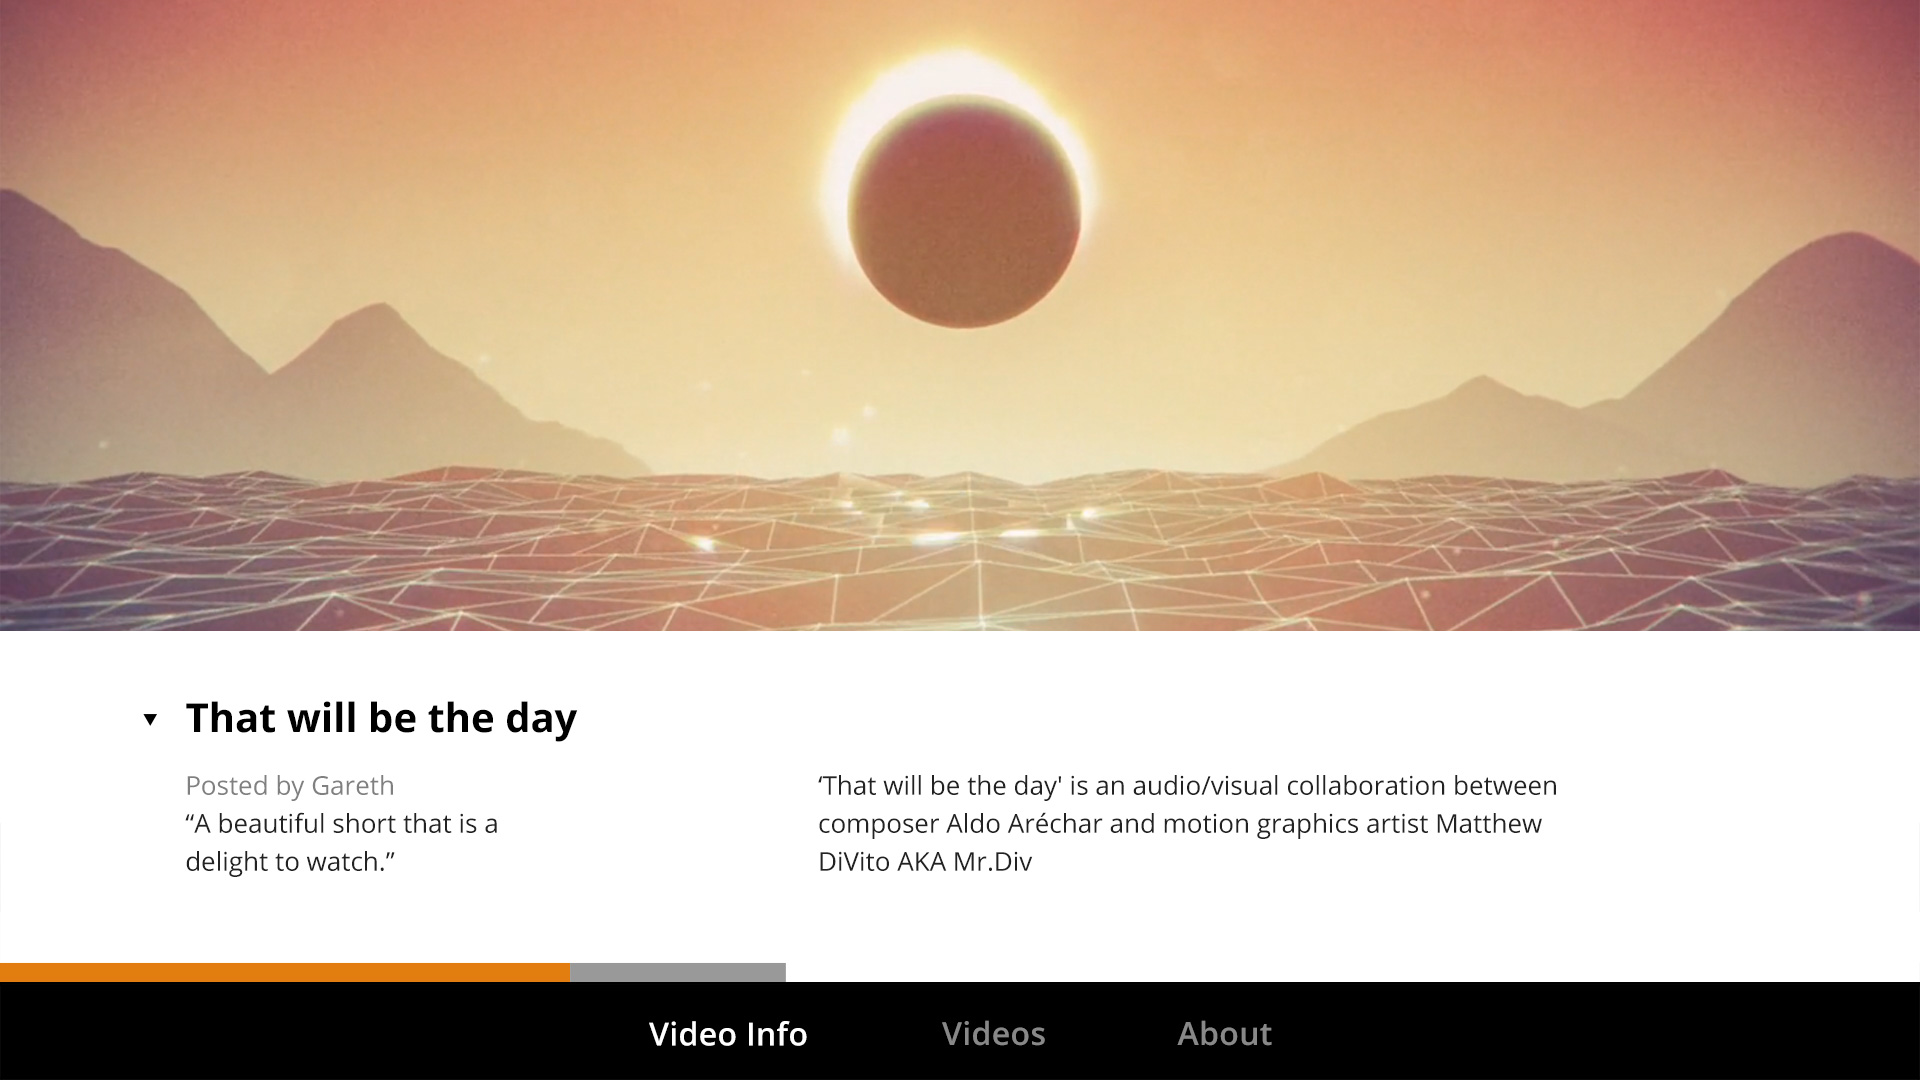 That will be the day
Posted by Gareth
“A beautiful short that is a
delight to watch.”
‘That will be the day' is an audio/visual collaboration between
composer Aldo Aréchar and motion graphics artist Matthew
DiVito AKA Mr.Div
Video Info
Videos
About